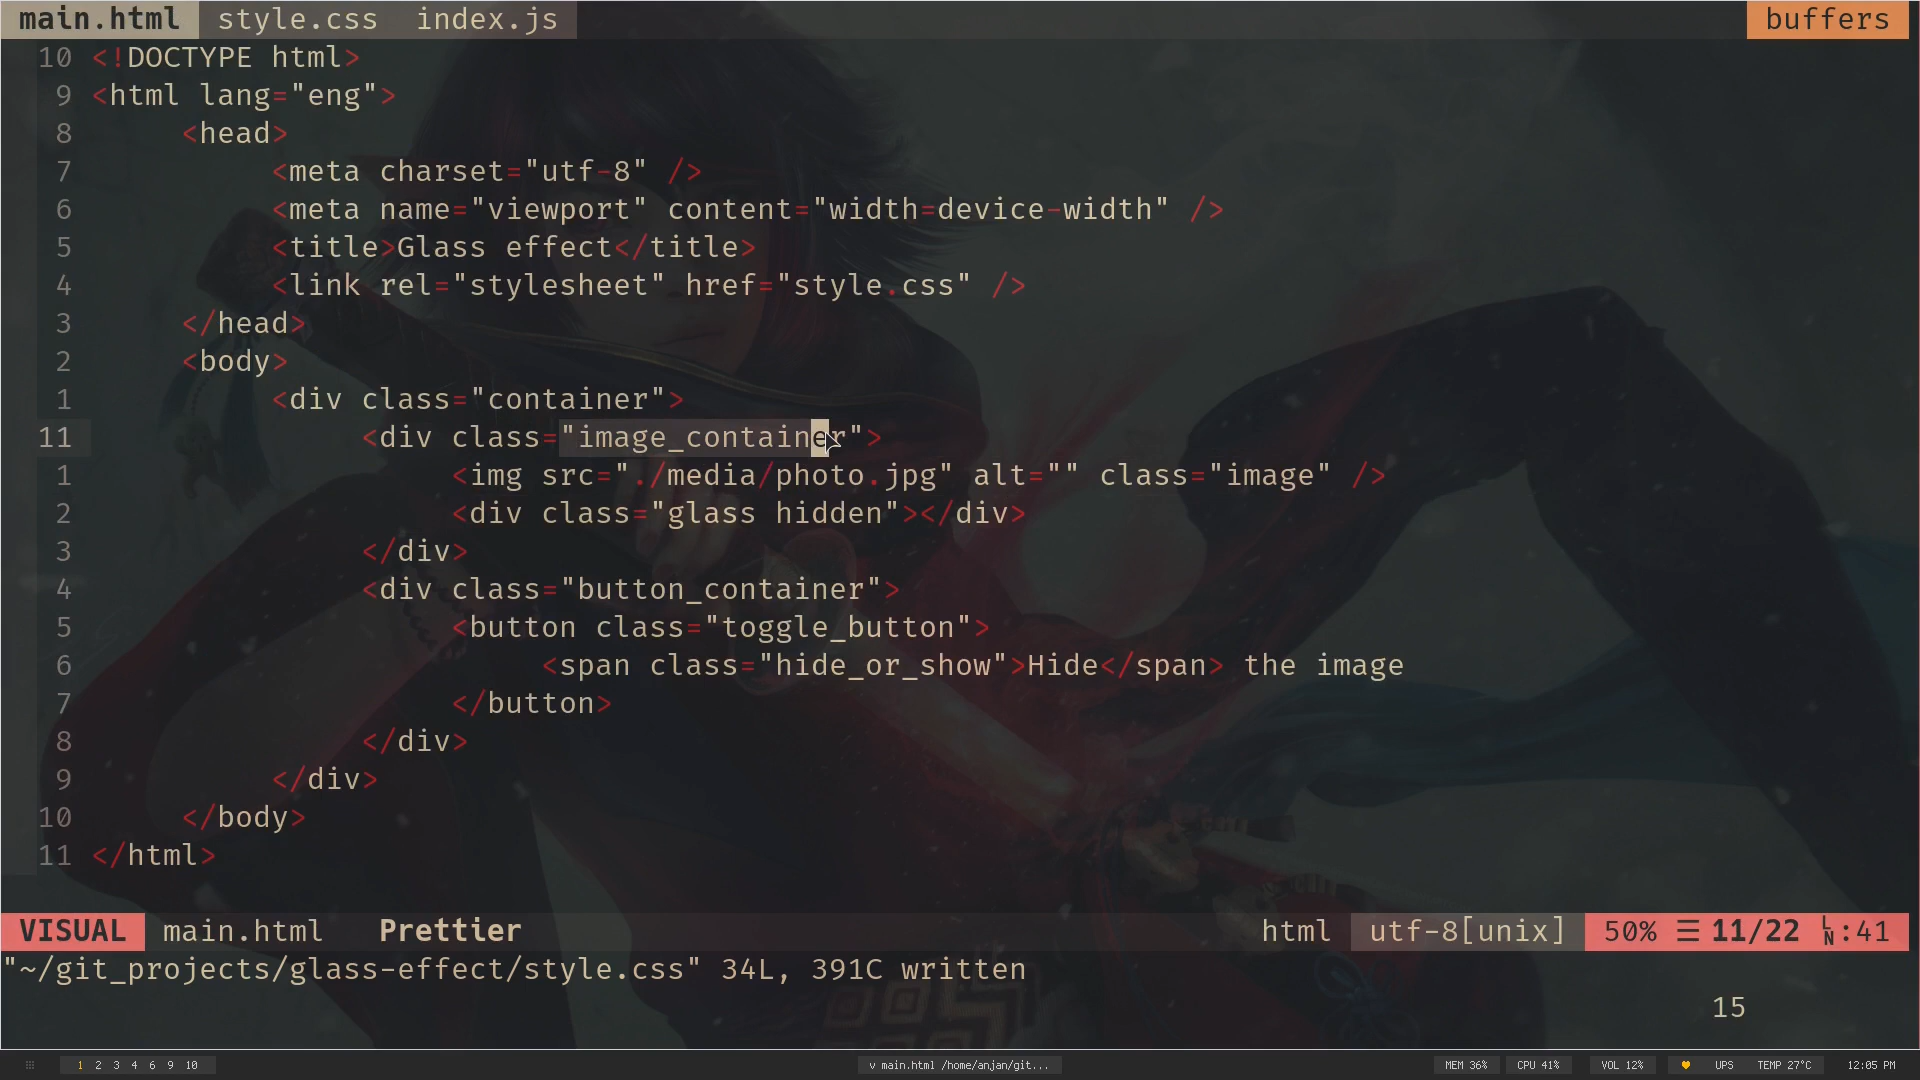 main.html style.css index.js buffers
10 <!DOCTYPE html>
9 <html lang="eng">
8 <head>
7 <meta charset="utf-8" />
6 <meta name="viewport" content="width=device-width" />
5 <title>Glass effect</title>
4 <link rel="stylesheet" href="style.css" />
3 </head>
2 <body>
1 <div class="container">
11 <div class="image_container">
1 <img src="./media/photo.jpg" alt="" class="image" />
2 <div class="glass hidden"></div>
3 </div>
4 <div class="button_container">
5 <button class="toggle_button">
6 <span class="hide_or_show">Hide</span> the image
7 </button>
8 </div>
9 </div>
10 </body>
11 </html>
VISUAL main.html Prettier html utf-8[unix] 50% ☰ 11/22 LN:41
"~/git_projects/glass-effect/style.css" 34L, 391C written
15
1 2 3 4 6 9 10 v main.html /home/anjan/git... MEM 36% CPU 41% VOL 12% UPS TEMP 27°C 12:05 PM